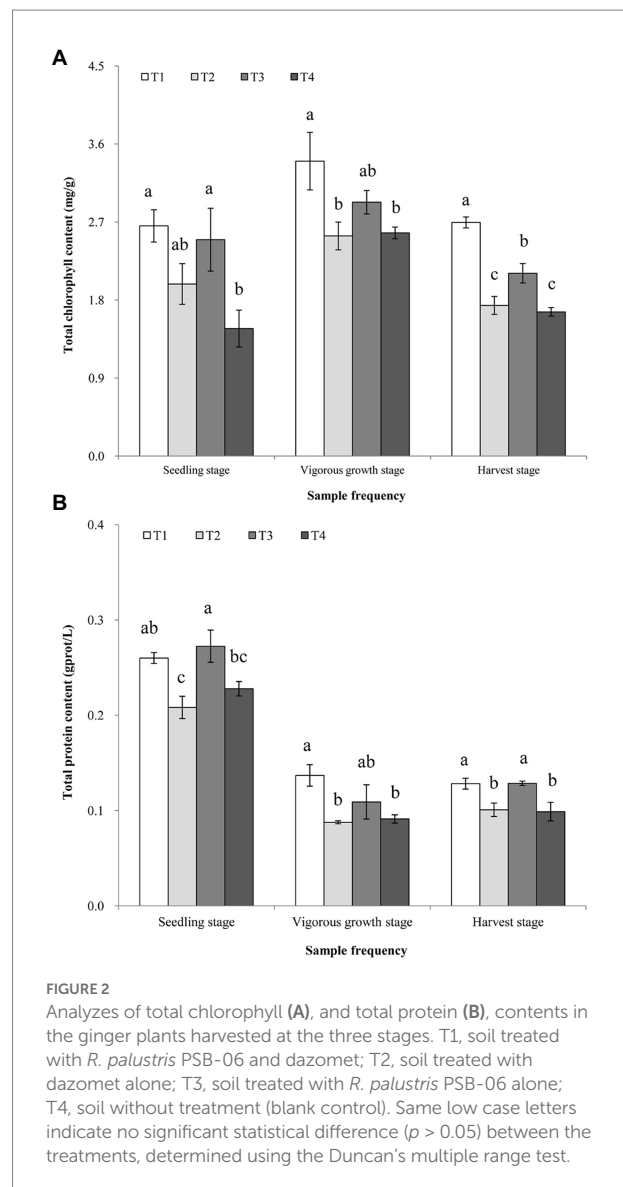 A
4.5
T1 T2 T3 T4
3.6
2.7
1.8
0.9
0.0
Total chlorophyll content (mg/g)
a ab a b
a b ab b
a c b c
Seedling stage Vigorous growth stage Harvest stage
Sample frequency
B
0.4
T1 T2 T3 T4
0.3
0.2
0.1
0.0
Total protein content (gprot/L)
ab c a bc
a b ab b
a b a b
Seedling stage Vigorous growth stage Harvest stage
Sample frequency
FIGURE 2
Analyzes of total chlorophyll (A), and total protein (B), contents in
the ginger plants harvested at the three stages. T1, soil treated
with R. palustris PSB-06 and dazomet; T2, soil treated with
dazomet alone; T3, soil treated with R. palustris PSB-06 alone;
T4, soil without treatment (blank control). Same low case letters
indicate no significant statistical difference (p > 0.05) between the
treatments, determined using the Duncan's multiple range test.